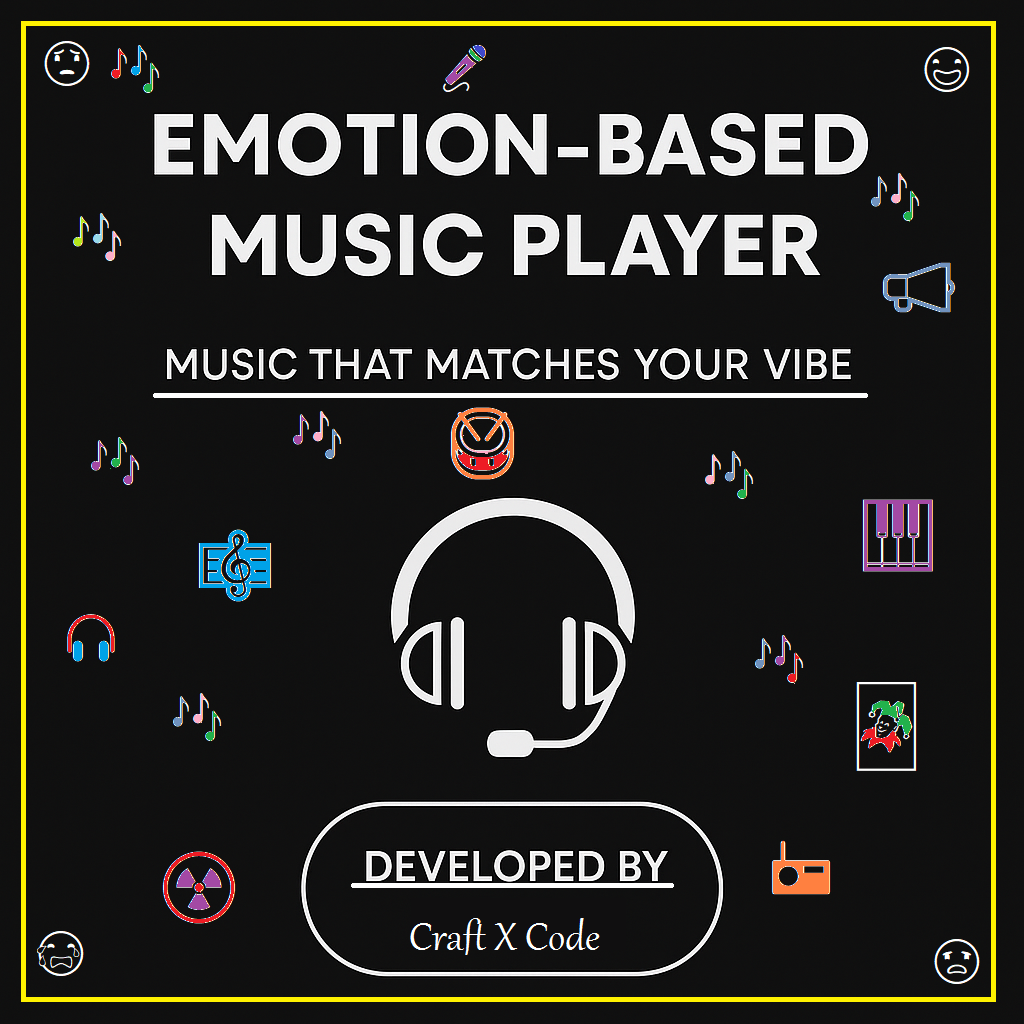 EMOTION-BASED
MUSIC PLAYER
MUSIC THAT MATCHES YOUR VIBE
DEVELOPED BY
Craft X Code